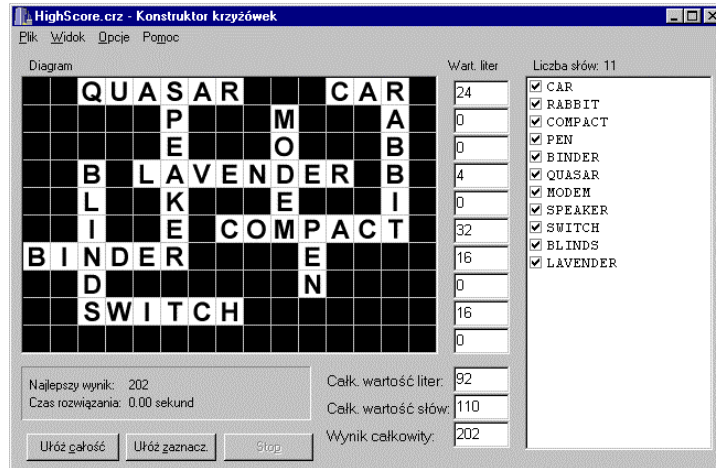 HighScore.crz - Konstruktor krzyżówek
Plik Widok Opcje Pomoc
Diagram Wart. liter Liczba słów: 11
QUASAR CAR
P M A
E O B
B LAVENDER B
L K E I
I E COMPACT
BINDER E
D N
SWITCH
24
0
0
4
0
32
16
0
16
0
CAR
RABBIT
COMPACT
PEN
BINDER
QUASAR
MODEM
SPEAKER
SWITCH
BLINDS
LAVENDER
Najlepszy wynik: 202
Czas rozwiązania: 0.00 sekund
Całk. wartość liter: 92
Całk. wartość słów: 110
Wynik całkowity: 202
Ułóż całość Ułóż zaznacz. Stop